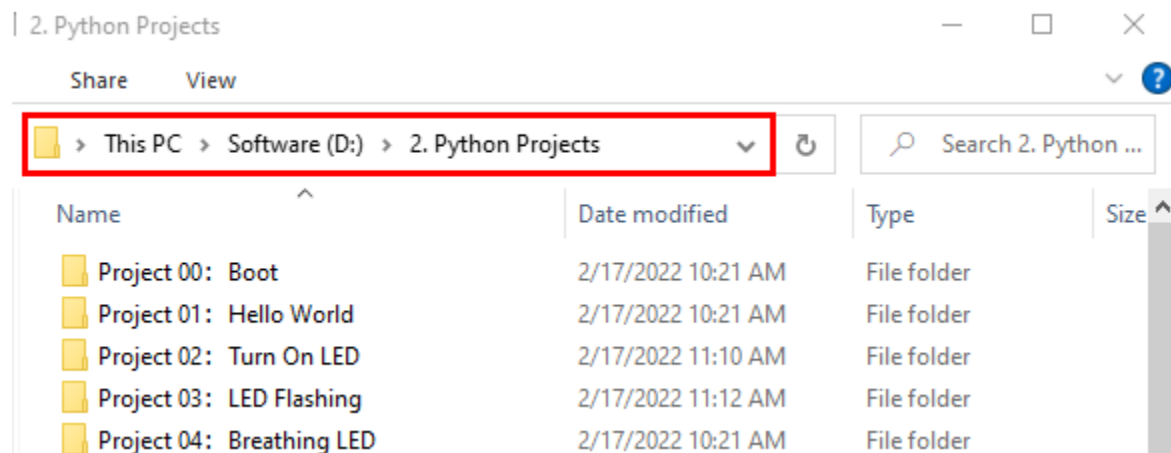 2. Python Projects
Share View
This PC > Software (D:) > 2. Python Projects Search 2. Python ...
Name Date modified Type Size
Project 00：Boot 2/17/2022 10:21 AM File folder
Project 01：Hello World 2/17/2022 10:21 AM File folder
Project 02：Turn On LED 2/17/2022 11:10 AM File folder
Project 03：LED Flashing 2/17/2022 11:12 AM File folder
Project 04：Breathing LED 2/17/2022 10:21 AM File folder